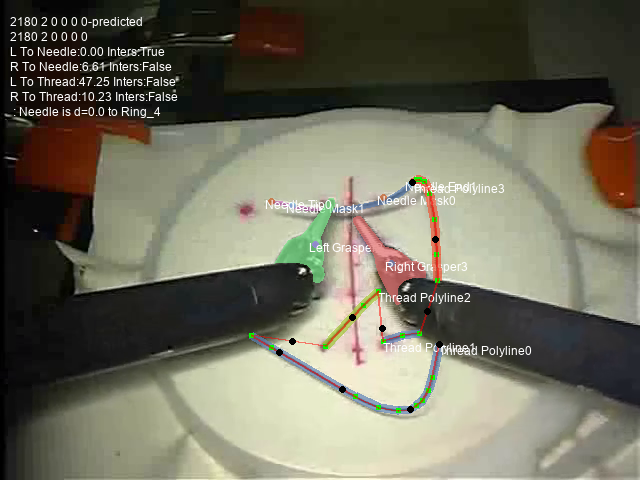 2180 2 0 0 0 0-predicted
2180 2 0 0 0 0
L To Needle:0.00 Inters:True
R To Needle:6.61 Inters:False
L To Thread:47.25 Inters:False
R To Thread:10.23 Inters:False
: Needle is d=0.0 to Ring_4
Needle End1
Thread Polyline3
Needle Tip0
Needle Mask1
Needle Mask0
Left Grasper
Right Grasper3
Thread Polyline2
Thread Polyline1
Thread Polyline0